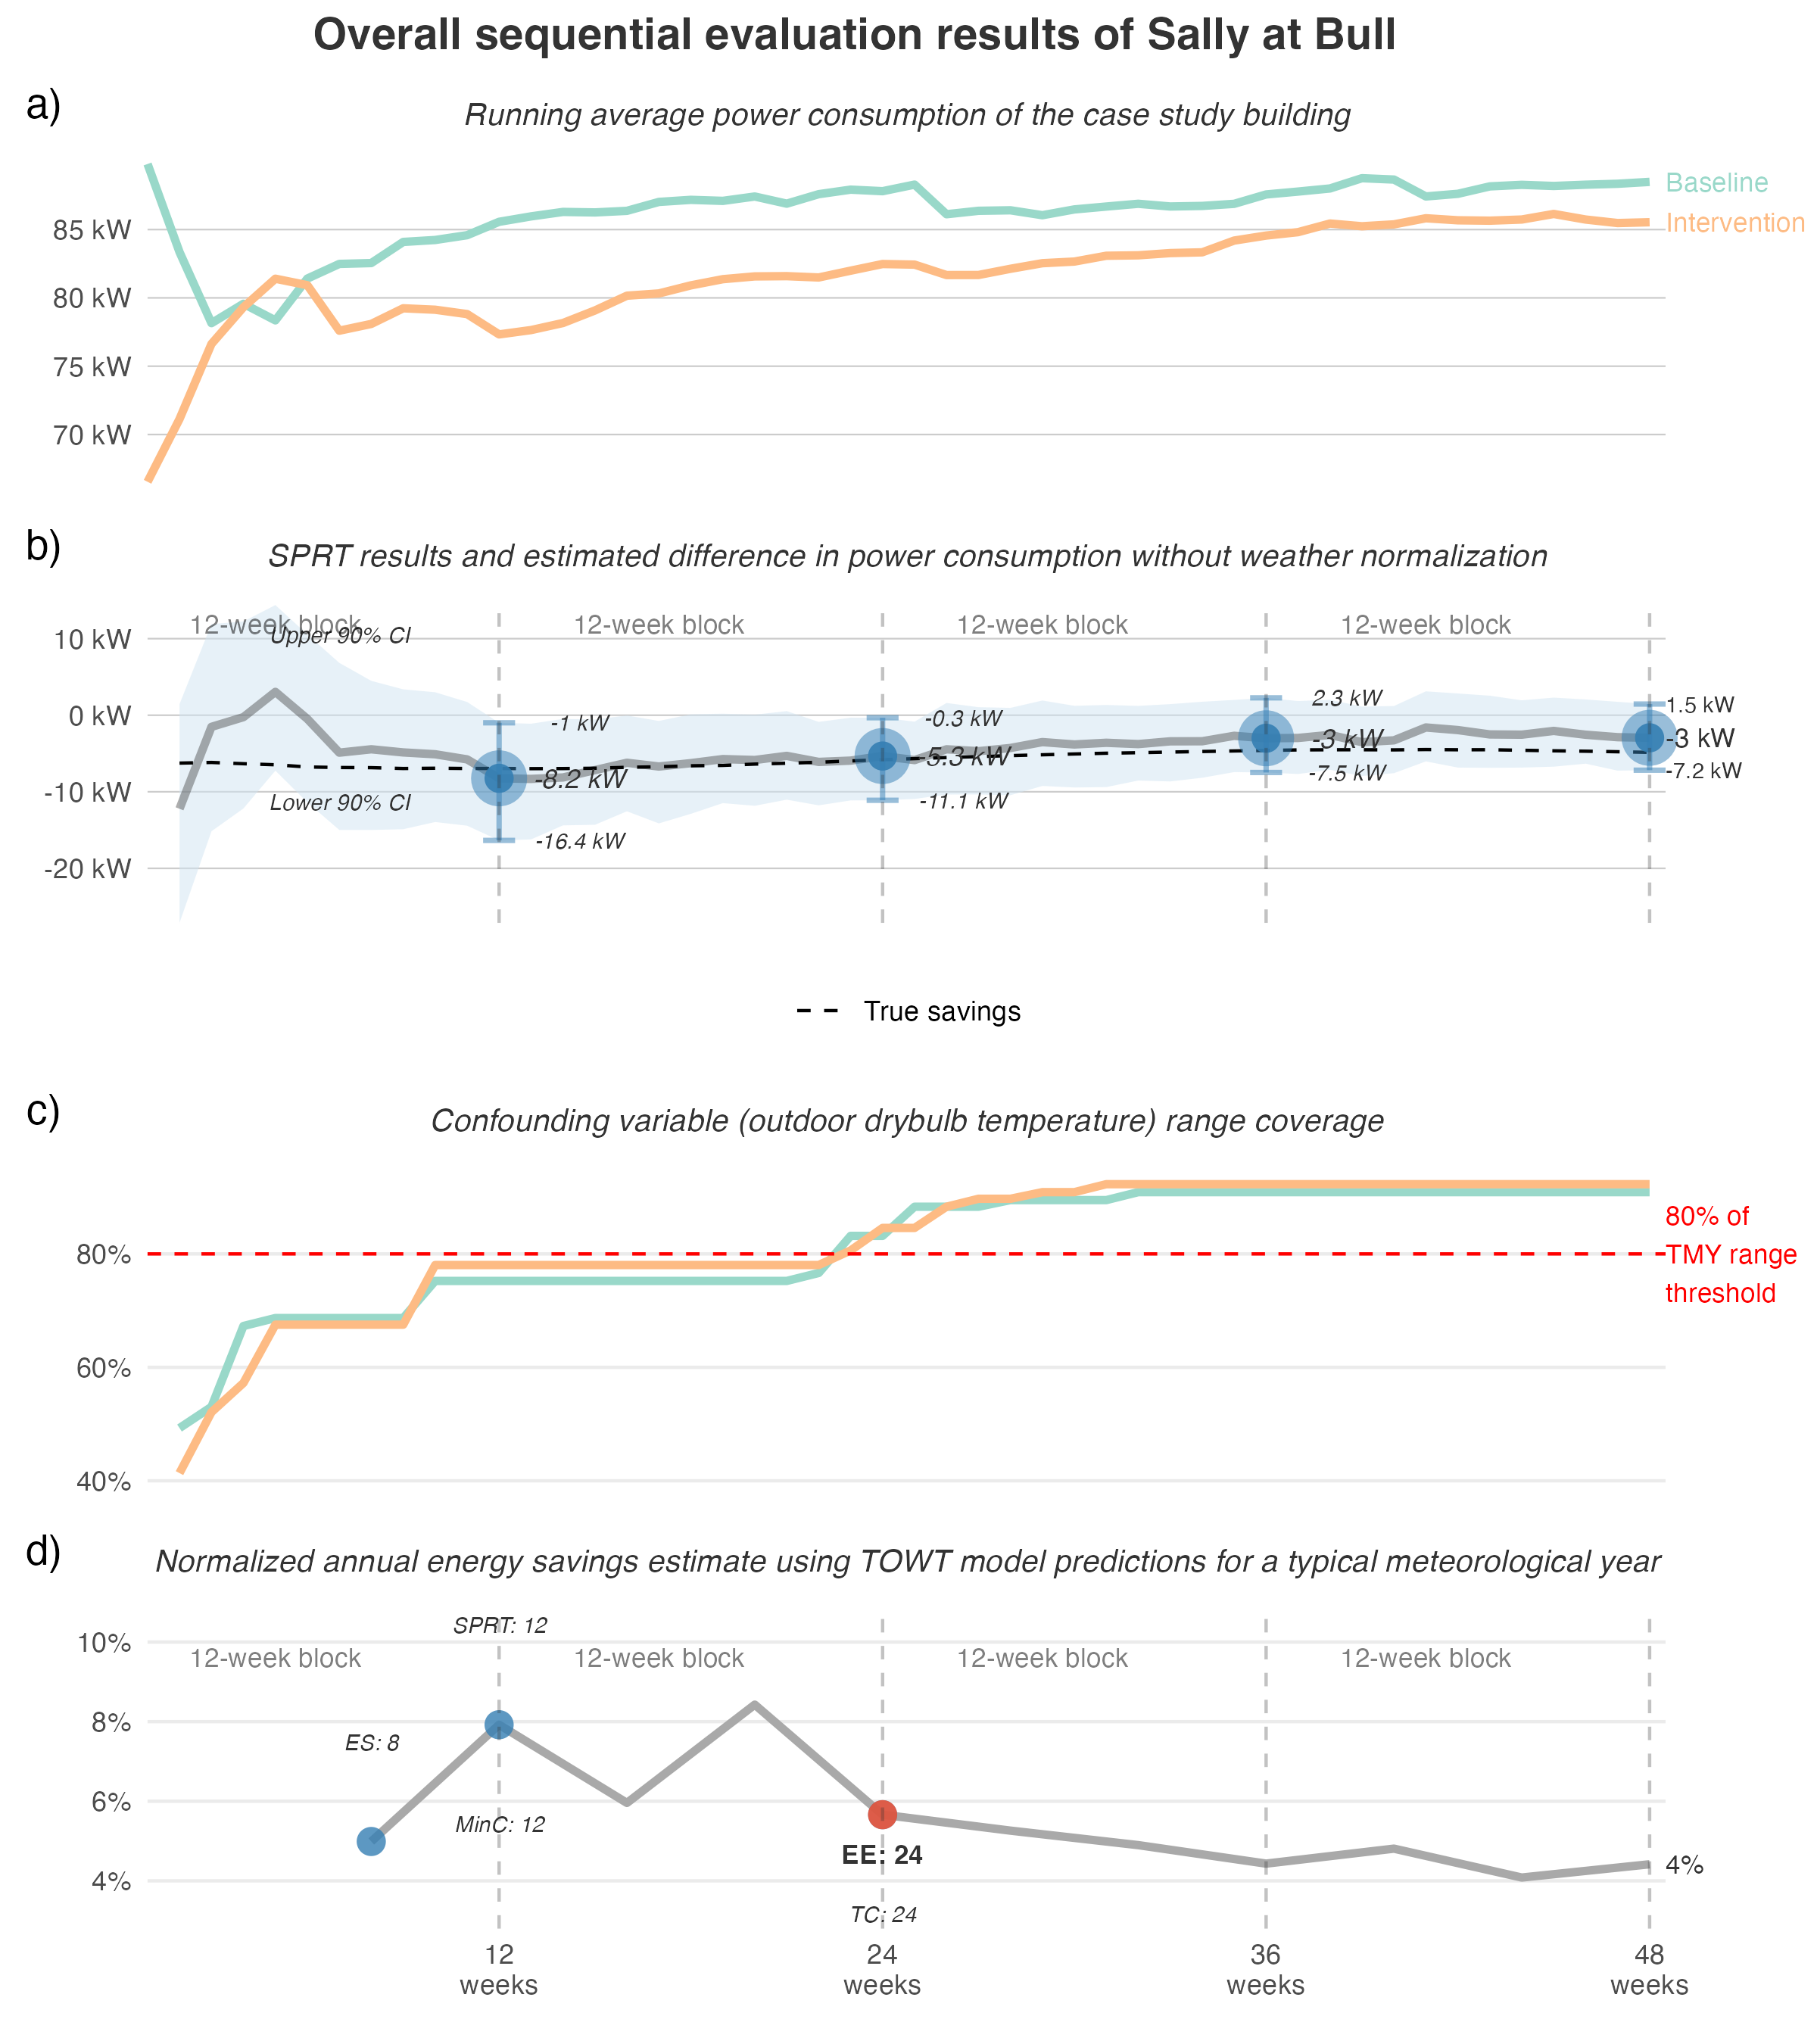 Overall sequential evaluation results of Sally at Bull
a)
Running average power consumption of the case study building
Baseline
Intervention
85 kW
80 kW
75 kW
70 kW
b)
SPRT results and estimated difference in power consumption without weather normalization
12-week block
12-week block
12-week block
12-week block
Upper 90% CI
Lower 90% CI
10 kW
0 kW
-10 kW
-20 kW
-1 kW
-8.2 kW
-16.4 kW
-0.3 kW
-5.3 kW
-11.1 kW
2.3 kW
-3 kW
-7.5 kW
1.5 kW
-3 kW
-7.2 kW
True savings
c)
Confounding variable (outdoor drybulb temperature) range coverage
80%
60%
40%
80% of
TMY range
threshold
d)
Normalized annual energy savings estimate using TOWT model predictions for a typical meteorological year
SPRT: 12
10%
8%
6%
4%
12-week block
12-week block
12-week block
12-week block
ES: 8
MinC: 12
EE: 24
TC: 24
4%
12
weeks
24
weeks
36
weeks
48
weeks